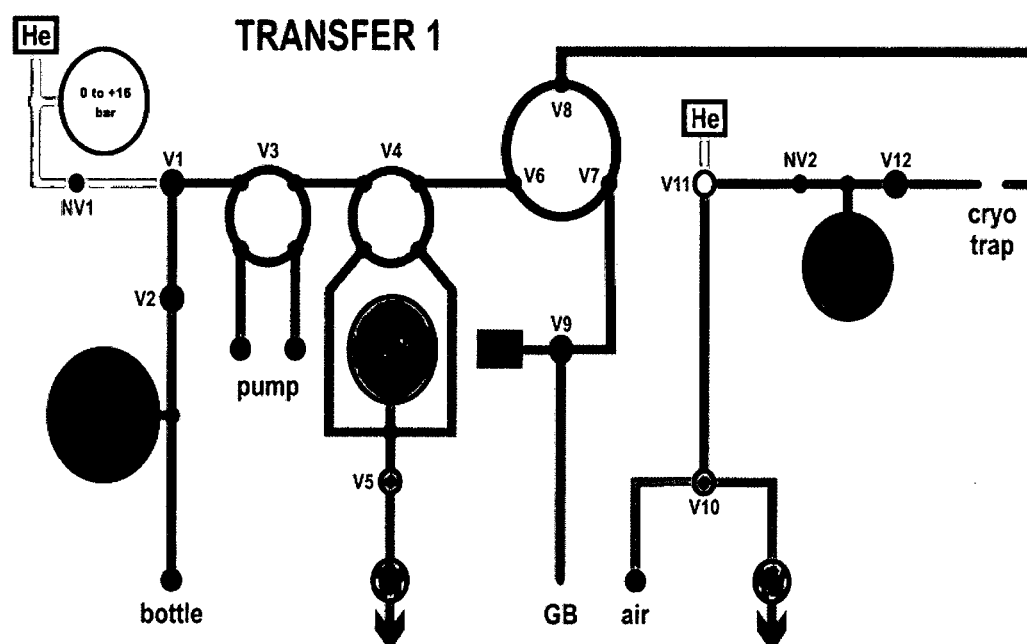 He
TRANSFER 1
0 to +16
bar
V8
He
V1
V3
V4
V6
V7
V11
NV2
V12
NV1
cryo
trap
V2
V9
pump
V5
V10
bottle
GB
air